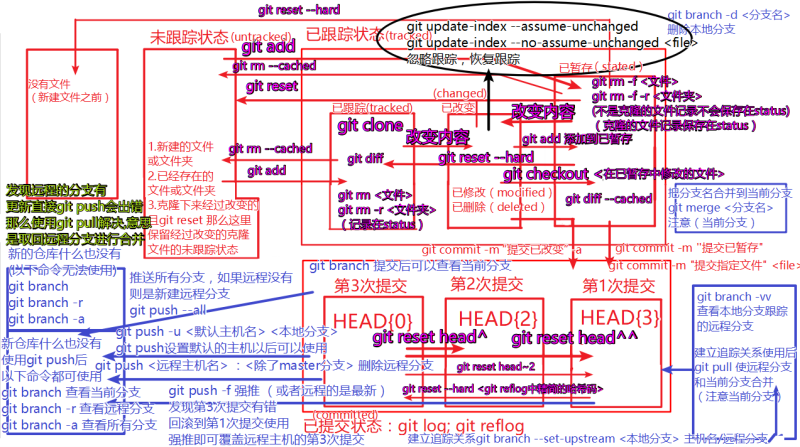 git reset --hard
git update-index --assume-unchanged
git update-index --no-assume-unchanged <file>
忽略跟踪，恢复跟踪
git branch -d <分支名>
删除本地分支
未跟踪状态(untracked)
已跟踪状态(tracked)
git add
git rm --cached
git reset
没有文件
（新建文件之前）
已暂存（stated）
git rm -f <文件>
git rm -f -r <文件夹>
(不是克隆的文件记录不会保存在status)
（克隆的文件记录保存在status）
(changed)
已跟踪(tracked)
已改变
git clone
改变内容
改变内容
git add 添加到已暂存
git rm --cached
git add
git diff
git reset --hard
git checkout <在已暂存中修改的文件>
git diff --cached
1.新建的文件
或文件夹
2.已经存在的
文件或文件夹
3.克隆下来经过改变的
且git reset 那么这里
保留经过改变的克隆
文件的未跟踪状态
git rm <文件>
git rm -r <文件夹>
（记录在status）
已修改（modified）
已删除（deleted）
发现远程的分支有
更新直接git push会出错
那么使用git pull解决,意思
是取回远程分支进行合并
把分支名合并到当前分支
git merge <分支名>
注意（当前分支）
git commit -m "提交已改变" -a
git commit -m "提交已暂存"
git commit -m "提交指定文件" <file>
新的仓库什么也没有
(以下命令无法使用)
git branch
git branch -r
git branch -a
git branch 提交后可以查看当前分支
推送所有分支，如果远程没有
则是新建远程分支
git push --all
第3次提交
第2次提交
第1次提交
HEAD{0}
HEAD{2}
HEAD{3}
git reset head^
git reset head^^
git push -u <默认主机名> <本地分支>
git push设置默认的主机以后可以使用
git push <远程主机名> ：<除了master分支> 删除远程分支
git reset head~2
git reset --hard <git reflog中精简的哈希码>
git branch -vv
查看本地分支跟踪
的远程分支
新仓库什么也没有
使用git push后
以下命令都可使用
git branch 查看当前分支
git branch -r 查看远程分支
git branch -a 查看所有分支
git push -f 强推 （或者远程的是最新）
发现第3次提交有错
回滚到第1次提交使用
强推即可覆盖远程主机的第3次提交
建立追踪关系使用后
git pull 使远程分支
和当前分支合并
（注意当前分支）
(committed)
已提交状态：git log; git reflog
建立追踪关系git branch --set-upstream <本地分支> 主机名/远程分支